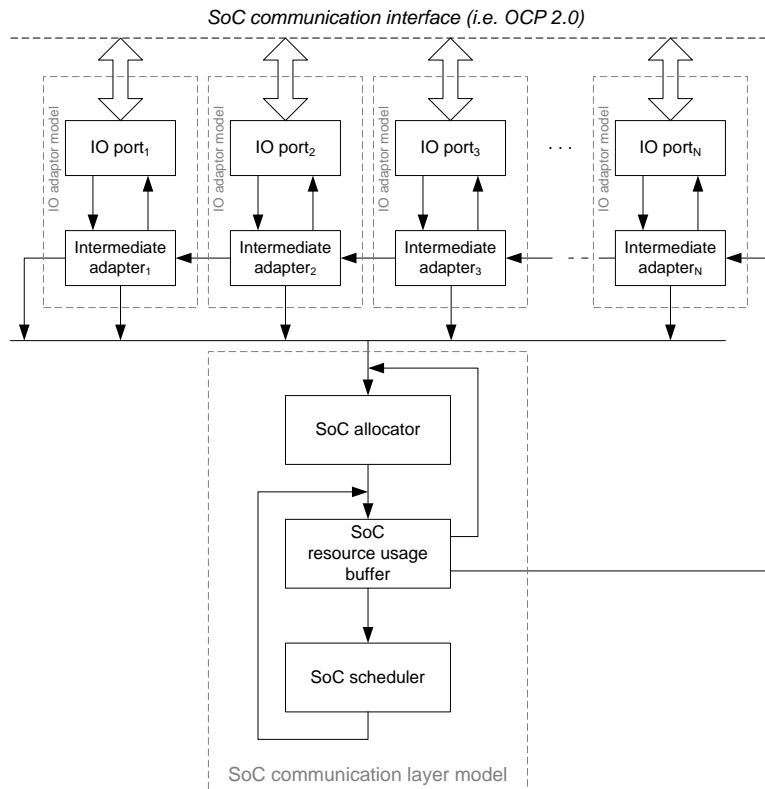 SoC communication interface (i.e. OCP 2.0)
IO adaptor model
IO port₁
Intermediate
adapter₁
IO adaptor model
IO port₂
Intermediate
adapter₂
IO adaptor model
IO port₃
Intermediate
adapter₃
. . .
IO adaptor model
IO portN
Intermediate
adapterN
SoC allocator
SoC
resource usage
buffer
SoC scheduler
SoC communication layer model